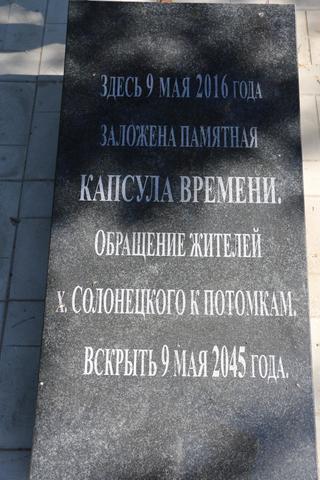 ЗДЕСЬ 9 МАЯ 2016 ГОДА
ЗАЛОЖЕНА ПАМЯТНАЯ
КАПСУЛА ВРЕМЕНИ.
ОБРАЩЕНИЕ ЖИТЕЛЕЙ
х. СОЛОНЕЦКОГО К ПОТОМКАМ.
ВСКРЫТЬ 9 МАЯ 2045 ГОДА.